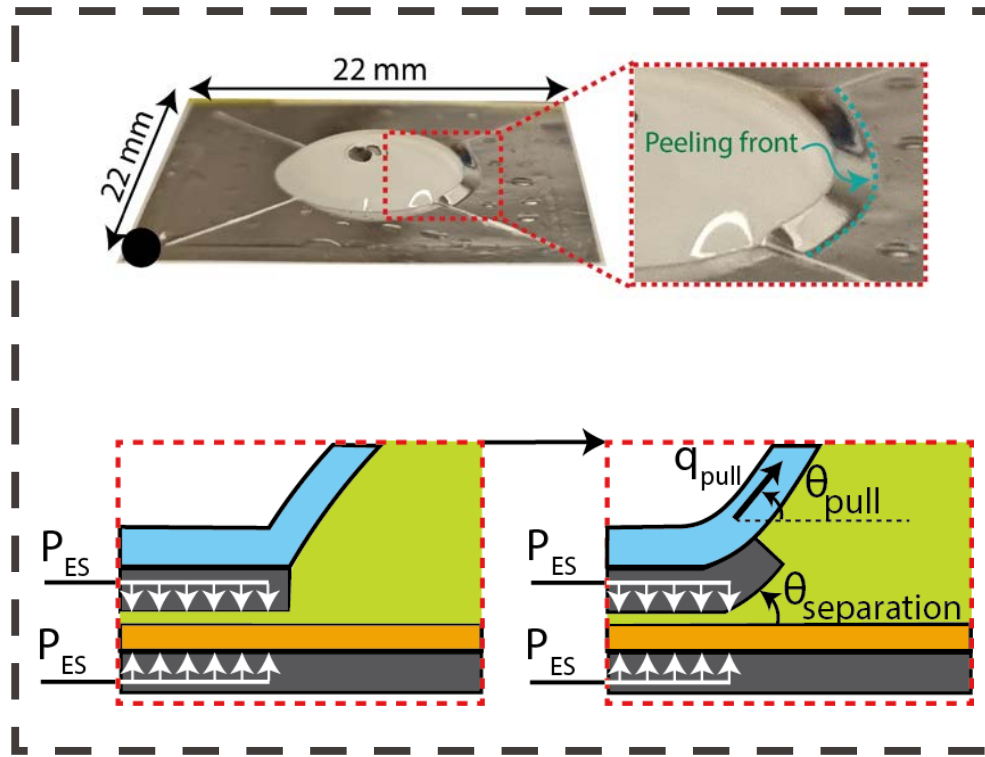 22 mm
22 mm
Peeling front
P_ES
P_ES
q_pull
θ_pull
P_ES
θ_separation
P_ES